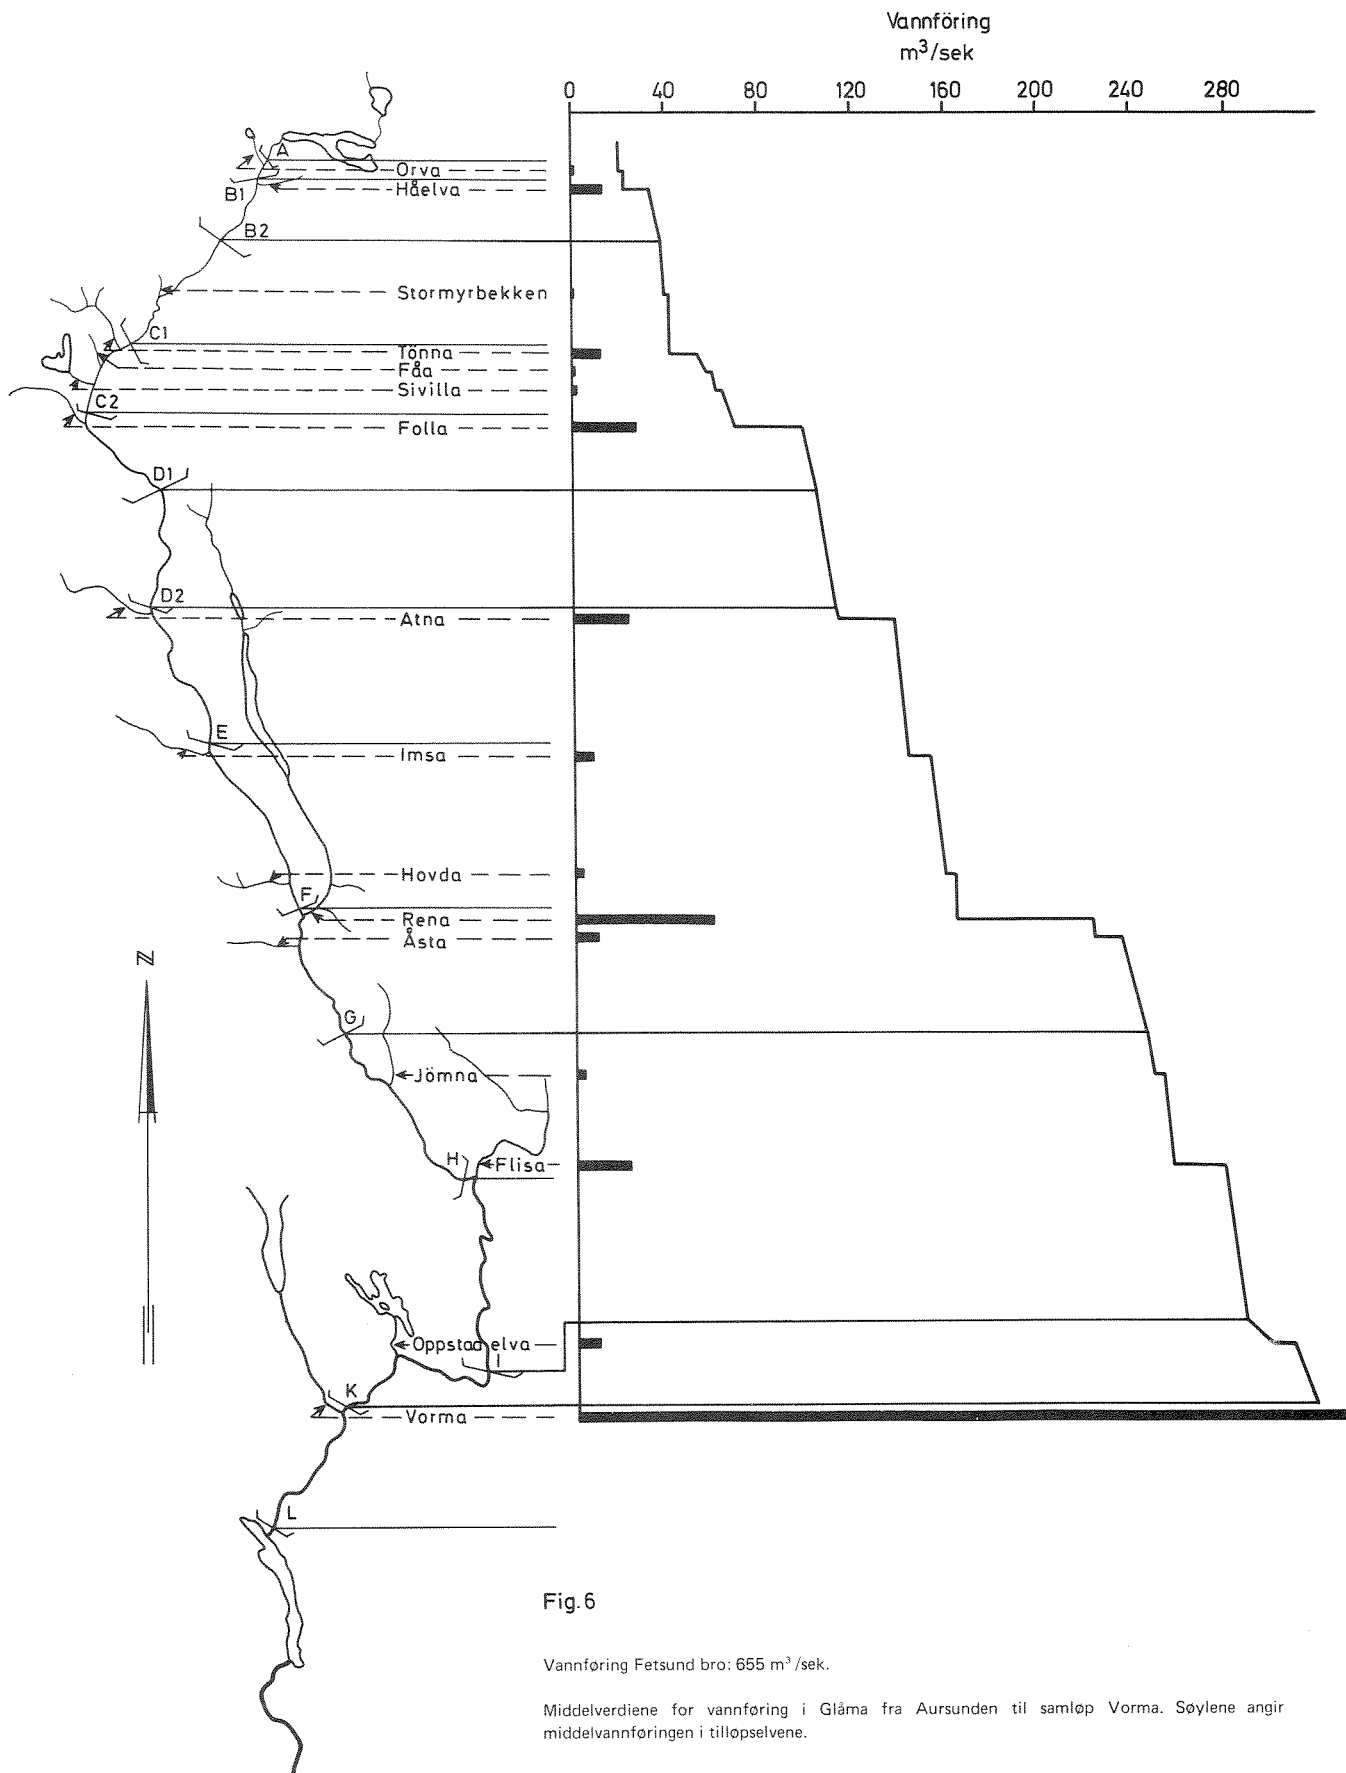 Vannföring
m³/sek
0 40 80 120 160 200 240 280
A
Orva
B1
Håelva
B2
Stormyrbekken
C1
Tönna
Fåa
Sivilla
C2
Folla
D1
D2
Atna
E
Imsa
Hovda
F
Rena
Åsta
N
G
Jömna
H
Flisa
Oppstad elva
I
K
Vorma
L
Fig.6
Vannføring Fetsund bro: 655 m³/sek.
Middelverdiene for vannføring i Glåma fra Aursunden til samløp Vorma. Søylene angir
middelvannføringen i tilløpselvene.